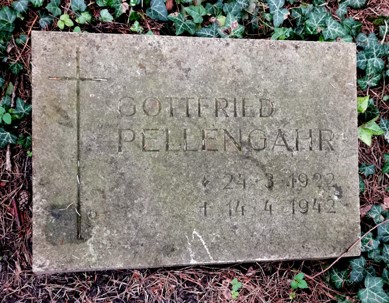 GOTTFRIED
PELLENGAHR
* 24 · 3 · 1922
† 14 · 4 · 1942